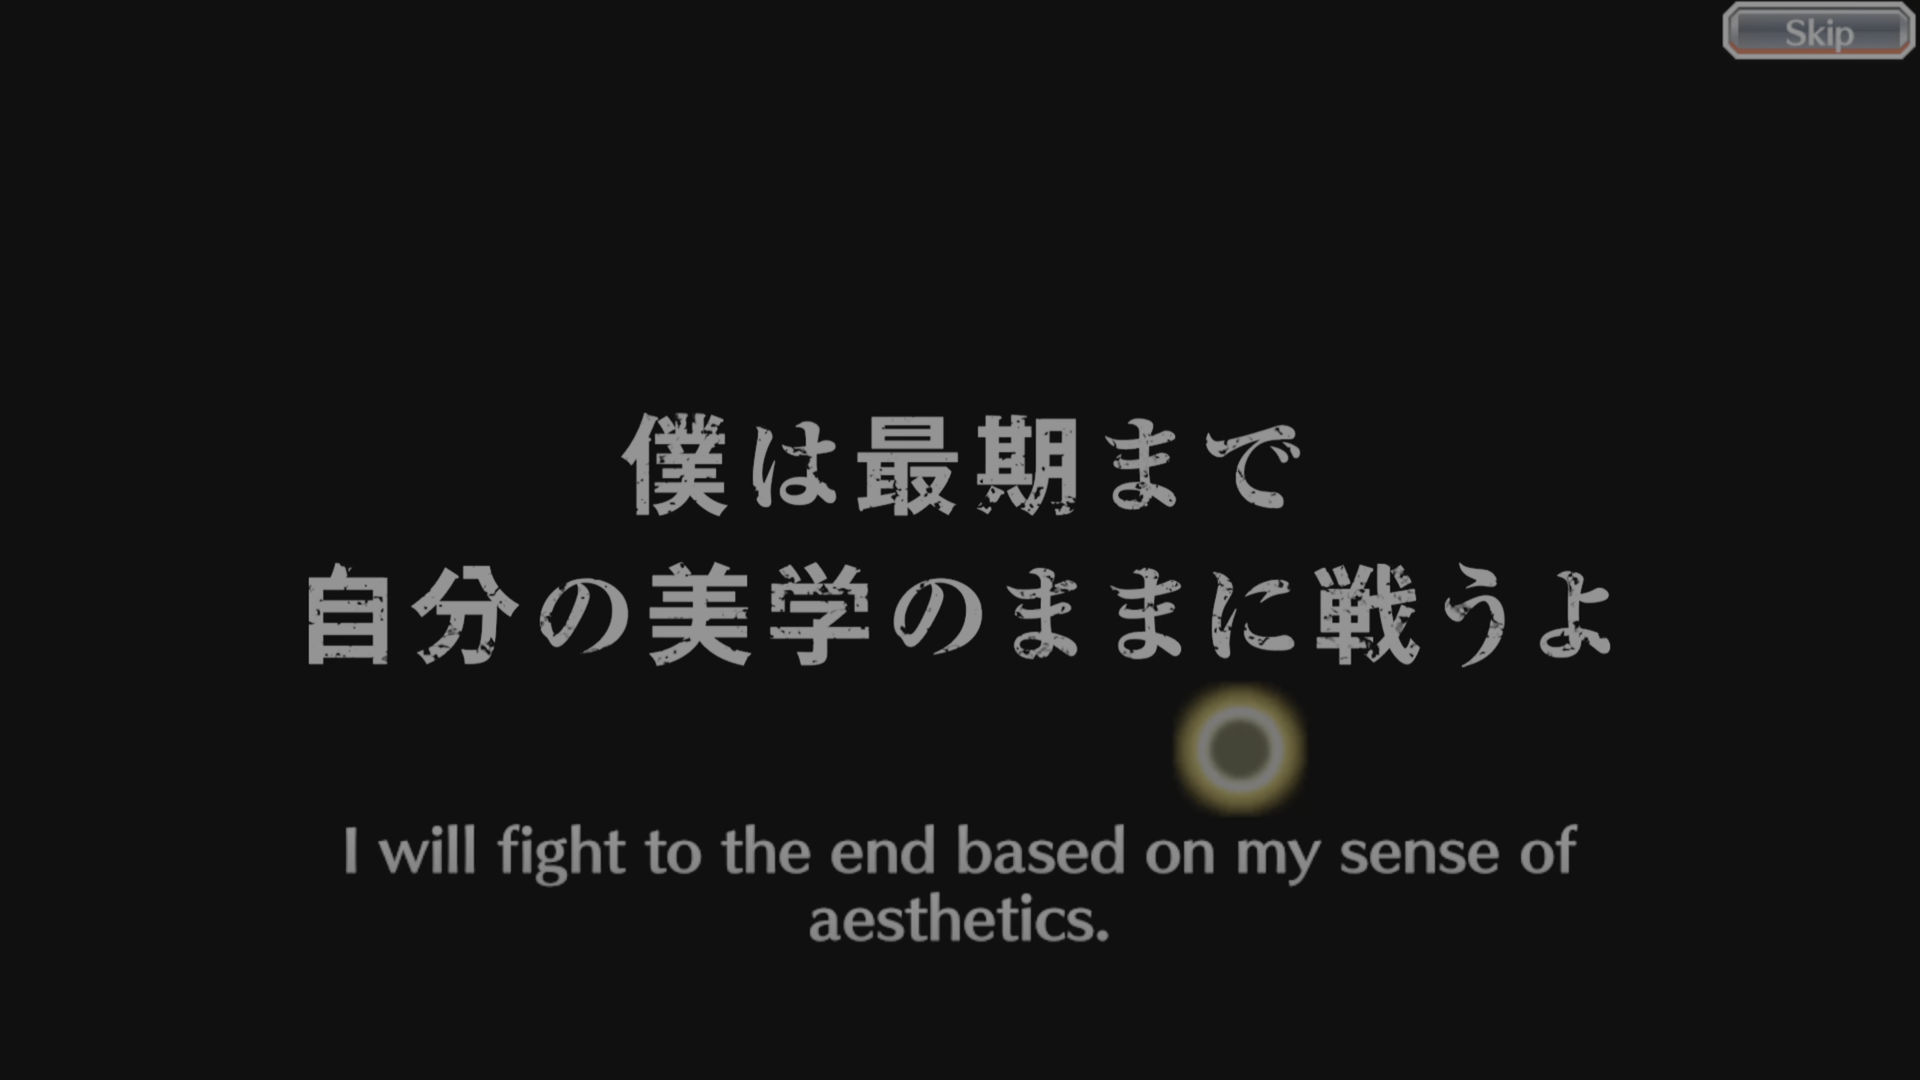 Skip
僕は最期まで
自分の美学のままに戦うよ
I will fight to the end based on my sense of
aesthetics.